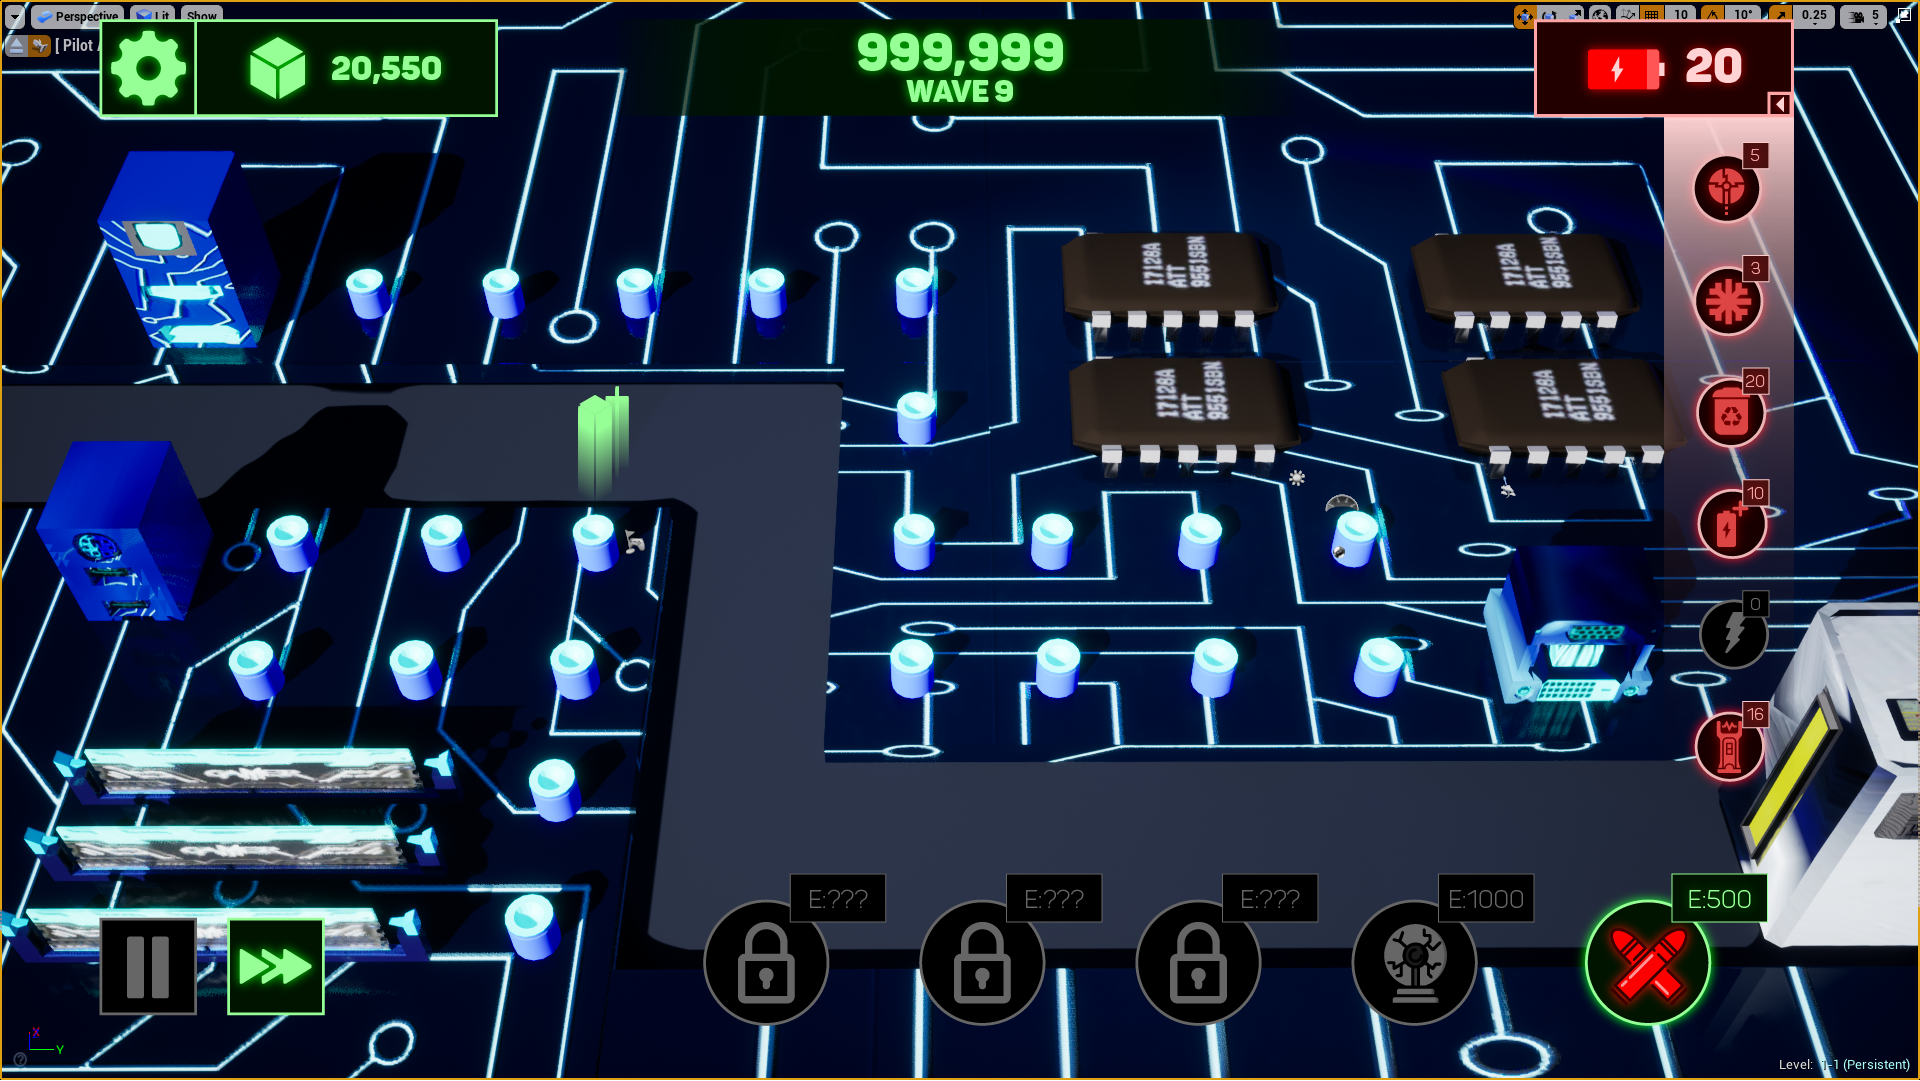 Perspective
Lit
Show
10
10°
0.25
5
[ Pilot A
20,550
999,999
WAVE 9
20
5
3
20
10
0
16
17128A
ATT
9551SBN
17128A
ATT
9551SBN
17128A
ATT
9551SBN
17128A
ATT
9551SBN
E:???
E:???
E:???
E:1000
E:500
X
Y
Level: 1-1 (Persistent)